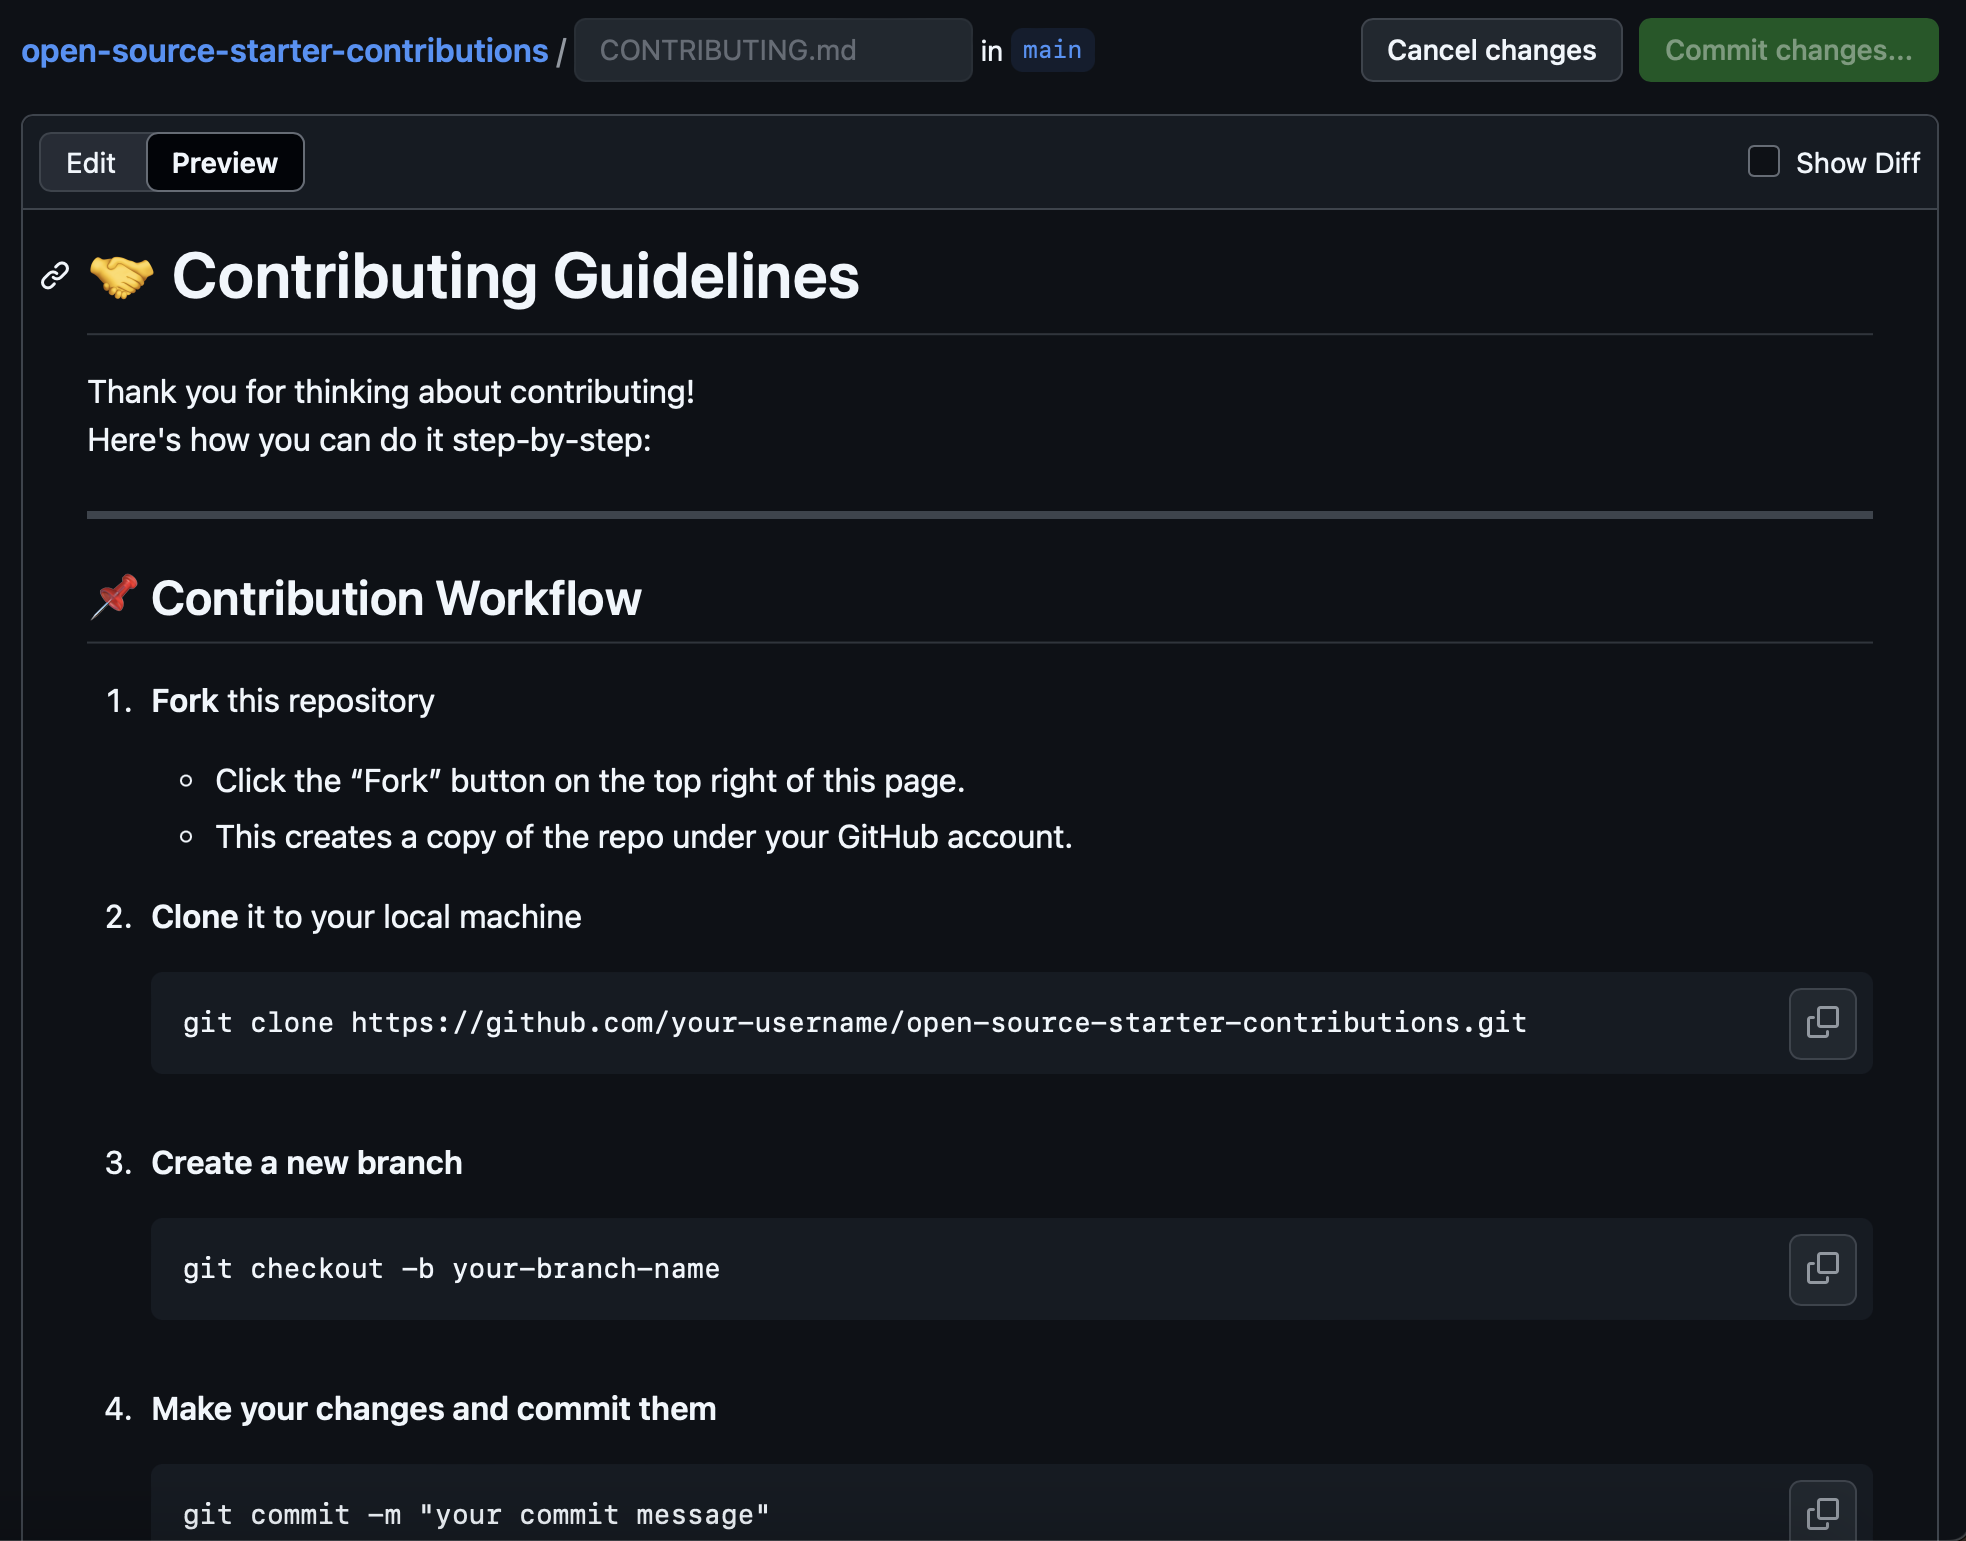 open-source-starter-contributions / CONTRIBUTING.md in main Cancel changes Commit changes...
Edit Preview Show Diff
🤝 Contributing Guidelines
Thank you for thinking about contributing!
Here's how you can do it step-by-step:
📌 Contribution Workflow
1. Fork this repository
Click the “Fork” button on the top right of this page.
This creates a copy of the repo under your GitHub account.
2. Clone it to your local machine
git clone https://github.com/your-username/open-source-starter-contributions.git
3. Create a new branch
git checkout -b your-branch-name
4. Make your changes and commit them
git commit -m "your commit message"